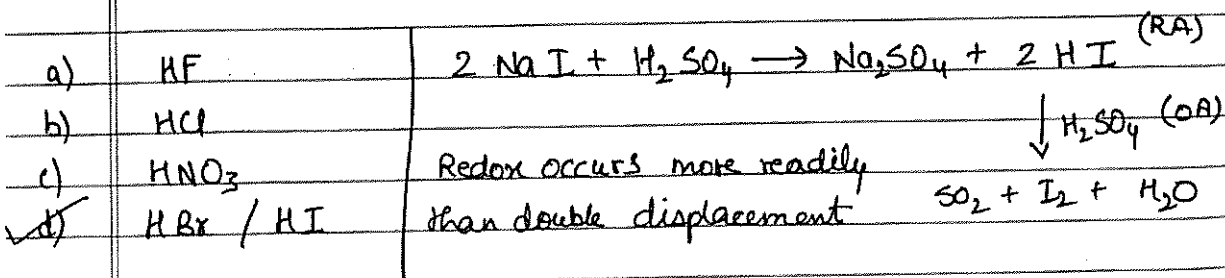 a) HF 2 NaI + H₂SO₄ → Na₂SO₄ + 2 HI (RA)
b) HCl ↓ H₂SO₄ (OA)
c) HNO₃ Redox occurs more readily
d) HBr / HI than double displacement SO₂ + I₂ + H₂O